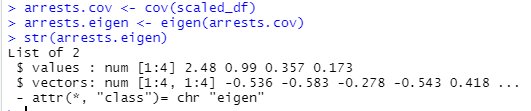 > arrests.cov <- cov(scaled_df)
> arrests.eigen <- eigen(arrests.cov)
> str(arrests.eigen)
List of 2
 $ values : num [1:4] 2.48 0.99 0.357 0.173
 $ vectors: num [1:4, 1:4] -0.536 -0.583 -0.278 -0.543 0.418 ...
 - attr(*, "class")= chr "eigen"